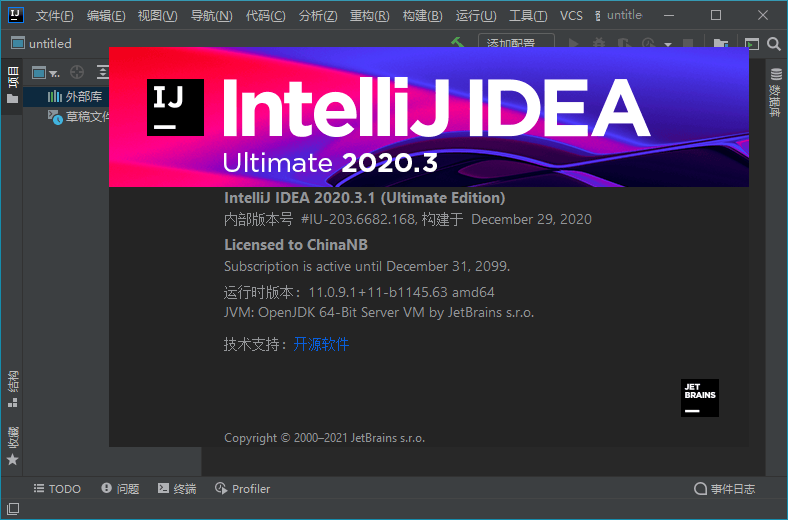 文件(F) 编辑(E) 视图(V) 导航(N) 代码(C) 分析(Z) 重构(R) 构建(B) 运行(U) 工具(T) VCS untitle
untitled
添加配置
项目
外部库
草稿文件
数据库
IJ
IntelliJ IDEA
Ultimate 2020.3
IntelliJ IDEA 2020.3.1 (Ultimate Edition)
内部版本号 #IU-203.6682.168, 构建于 December 29, 2020
Licensed to ChinaNB
Subscription is active until December 31, 2099.
运行时版本：11.0.9.1+11-b1145.63 amd64
JVM: OpenJDK 64-Bit Server VM by JetBrains s.r.o.
技术支持：开源软件
JET
BRAINS
结构
收藏
Copyright © 2000–2021 JetBrains s.r.o.
TODO 问题 终端 Profiler 事件日志